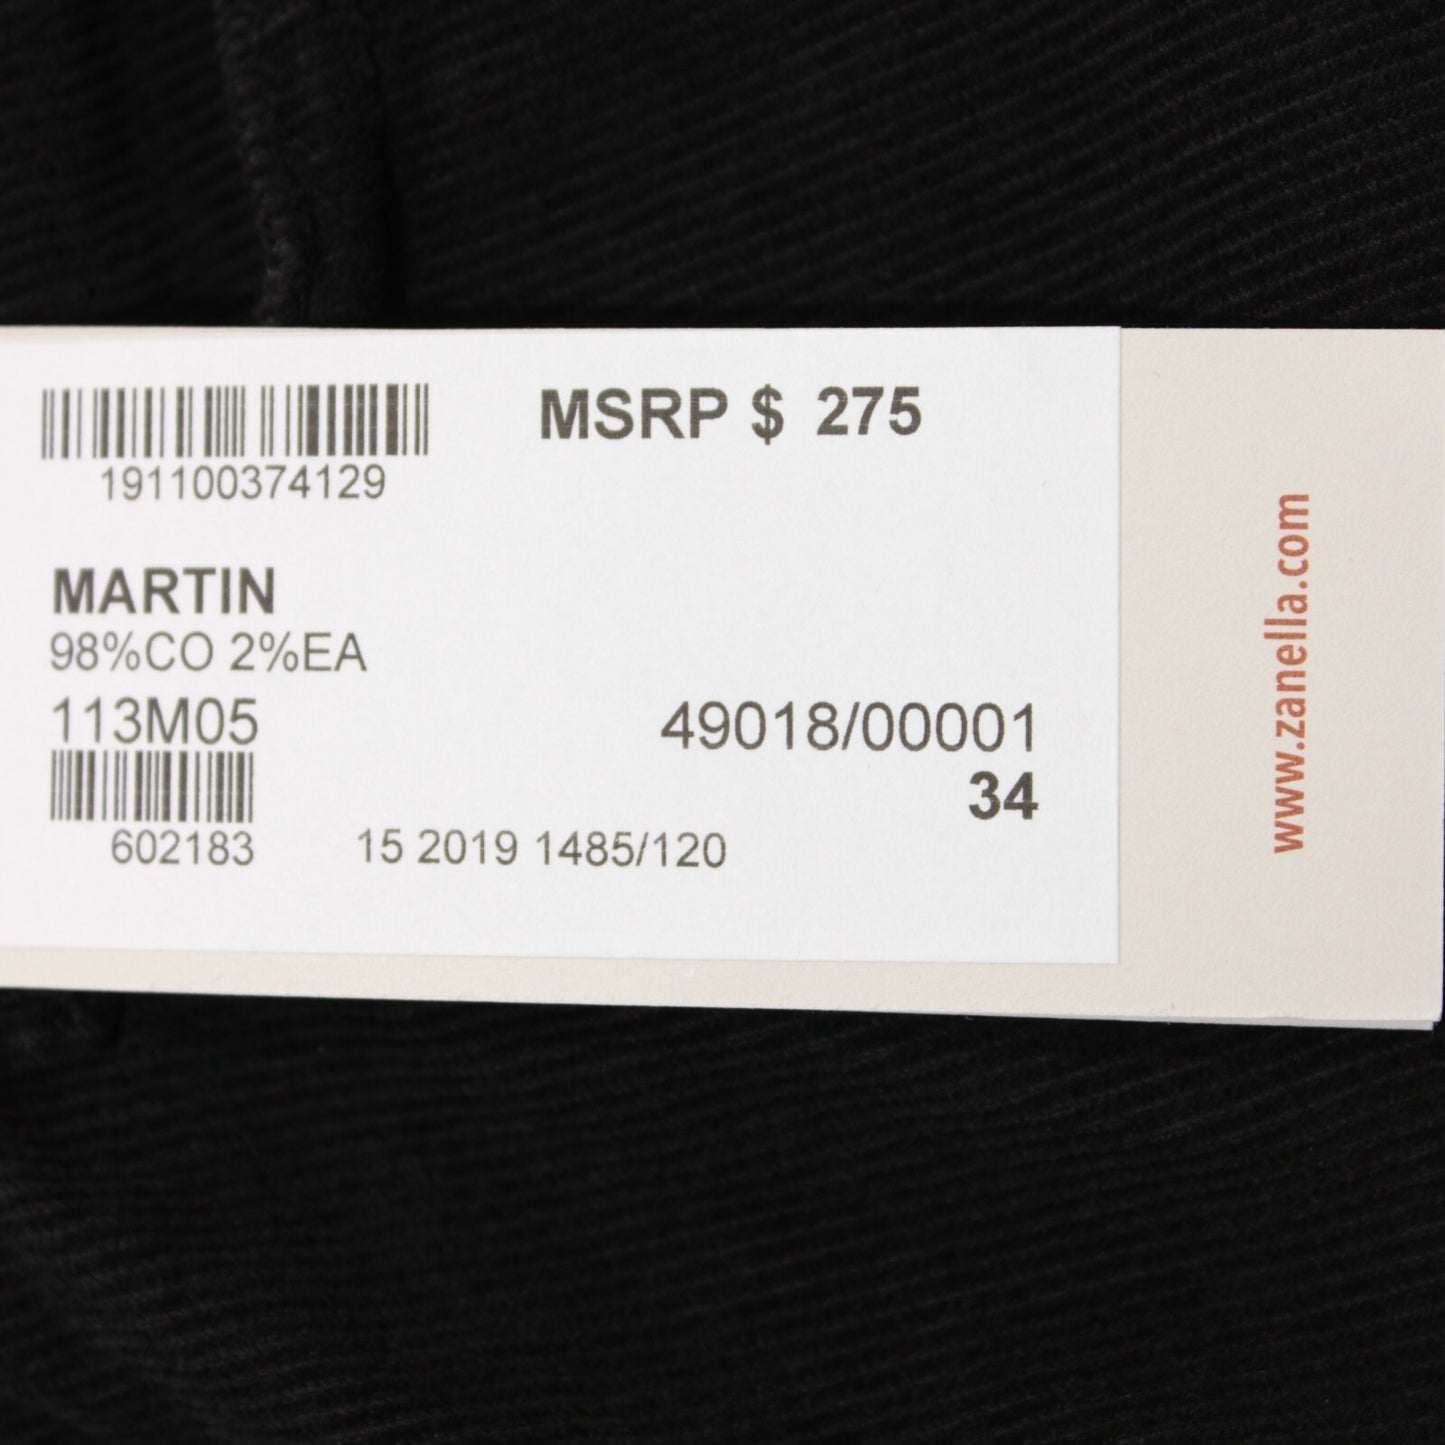 MSRP $ 275
191100374129
MARTIN
98%CO 2%EA
113M05
49018/00001
34
602183
15 2019 1485/120
www.zanella.com